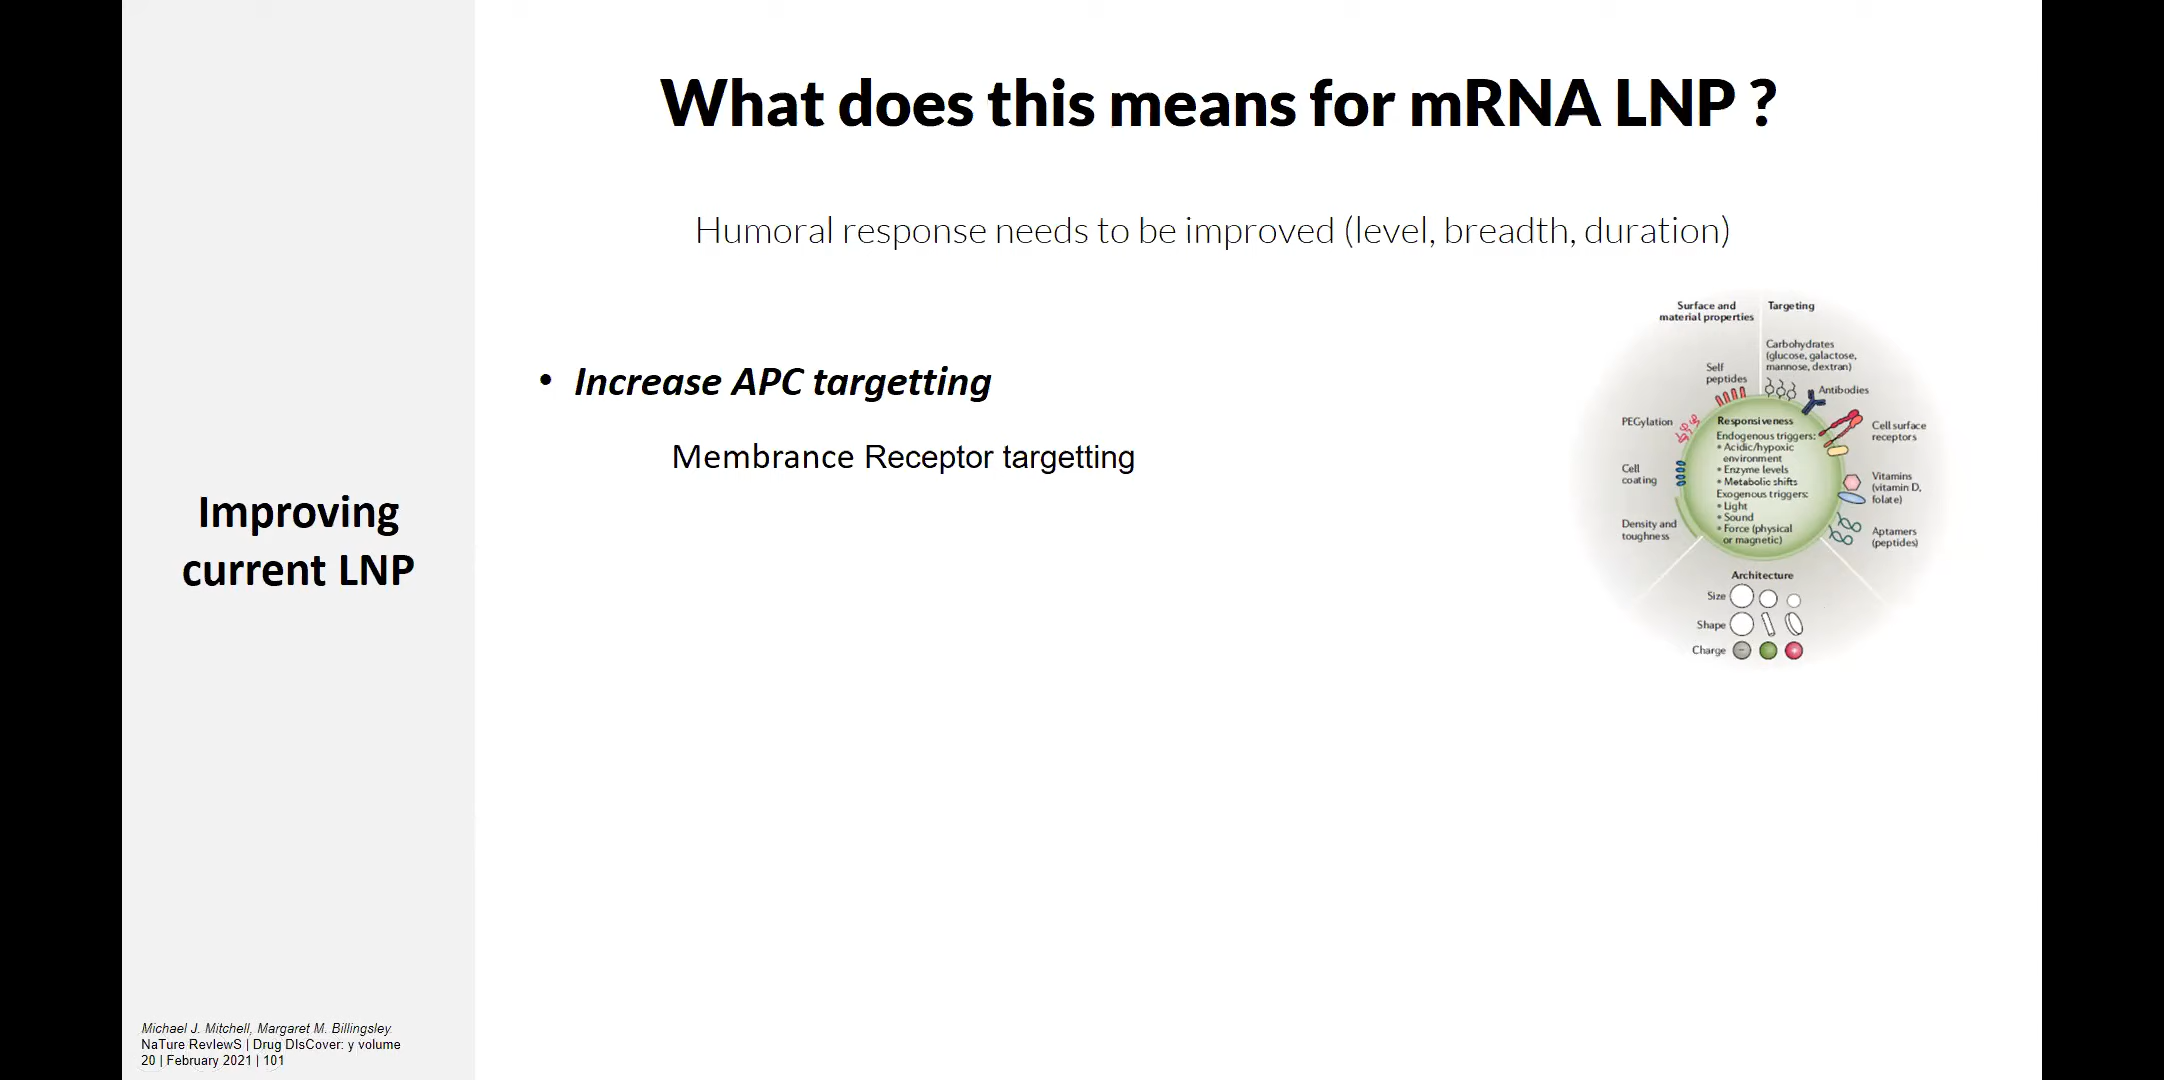 What does this means for mRNA LNP ?
Humoral response needs to be improved (level, breadth, duration)
• Increase APC targetting
Membrance Receptor targetting
Improving
current LNP
Surface and
material properties
Targeting
Carbohydrates
(glucose, galactose,
mannose, dextran)
Self
peptides
Antibodies
PEGylation
Cell surface
receptors
Cell
coating
Vitamins
(vitamin D,
folate)
Density and
toughness
Aptamers
(peptides)
Responsiveness
Endogenous triggers:
• Acidic/hypoxic
environment
• Enzyme levels
• Metabolic shifts
Exogenous triggers:
• Light
• Sound
• Force (physical
or magnetic)
Architecture
Size
Shape
Charge
Michael J. Mitchell, Margaret M. Billingsley
NaTure RevIewS | Drug DIsCover: y volume
20 | February 2021 | 101